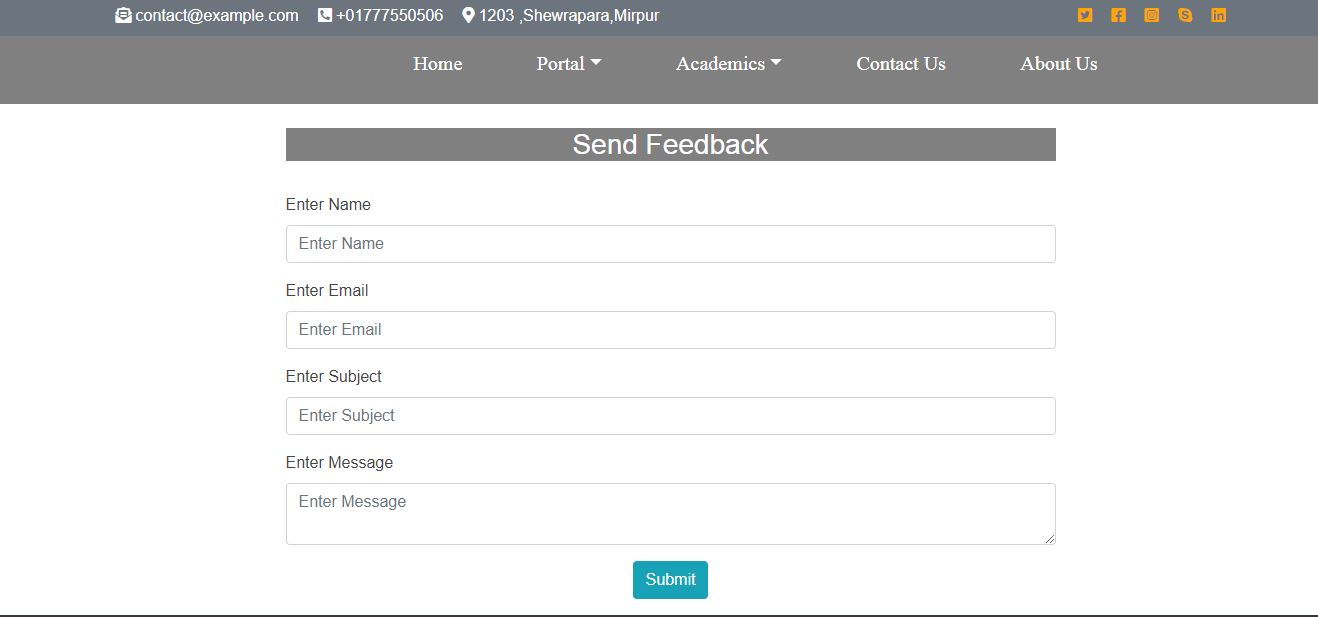 contact@example.com +01777550506 1203 ,Shewrapara,Mirpur
Home Portal Academics Contact Us About Us
Send Feedback
Enter Name
Enter Name
Enter Email
Enter Email
Enter Subject
Enter Subject
Enter Message
Enter Message
Submit